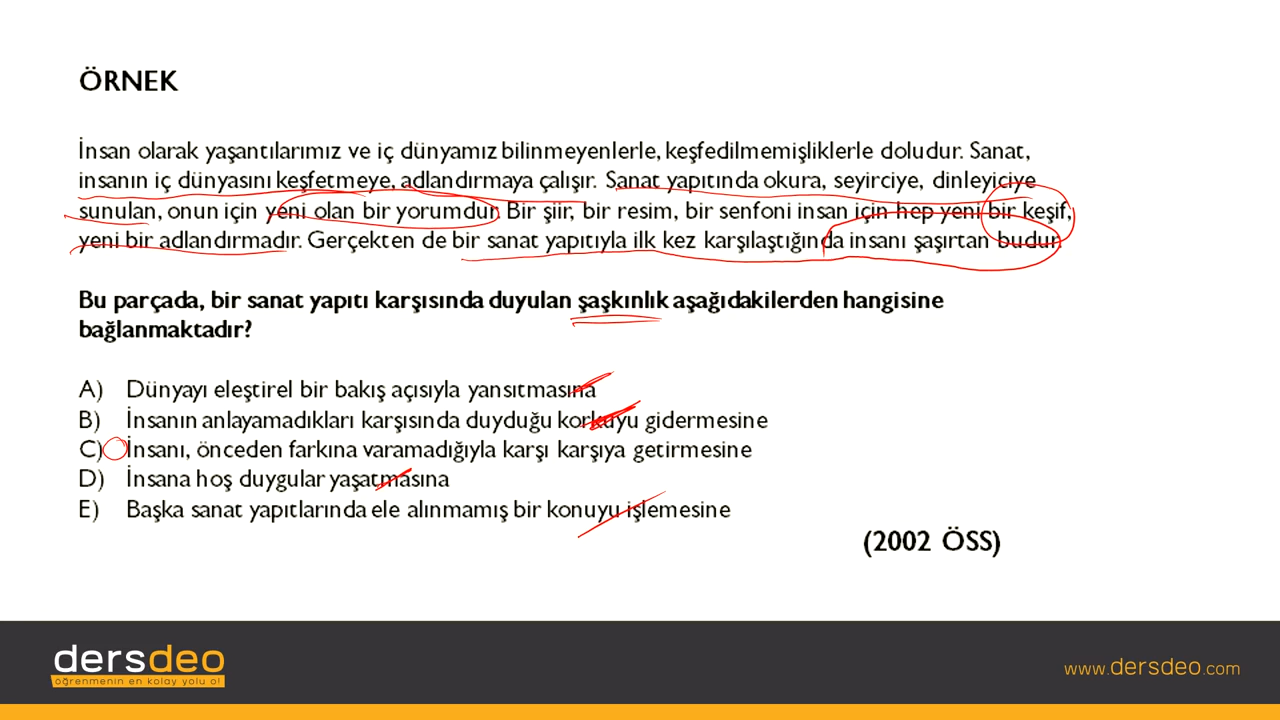 ÖRNEK
İnsan olarak yaşantılarımız ve iç dünyamız bilinmeyenlerle, keşfedilmemişliklerle doludur. Sanat,
insanın iç dünyasını keşfetmeye, adlandırmaya çalışır. Sanat yapıtında okura, seyirciye, dinleyiciye
sunulan, onun için yeni olan bir yorumdur. Bir şiir, bir resim, bir senfoni insan için hep yeni bir keşif,
yeni bir adlandırmadır. Gerçekten de bir sanat yapıtıyla ilk kez karşılaştığında insanı şaşırtan budur.
Bu parçada, bir sanat yapıtı karşısında duyulan şaşkınlık aşağıdakilerden hangisine
bağlanmaktadır?
A) Dünyayı eleştirel bir bakış açısıyla yansıtmasına
B) İnsanın anlayamadıkları karşısında duyduğu korkuyu gidermesine
C) İnsanı, önceden farkına varamadığıyla karşı karşıya getirmesine
D) İnsana hoş duygular yaşatmasına
E) Başka sanat yapıtlarında ele alınmamış bir konuyu işlemesine
(2002 ÖSS)
dersdeo
öğrenmenin en kolay yolu o!
www.dersdeo.com